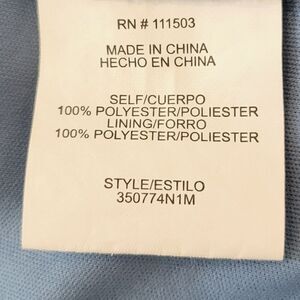 RN # 111503
MADE IN CHINA
HECHO EN CHINA
SELF/CUERPO
100% POLYESTER/POLIESTER
LINING/FORRO
100% POLYESTER/POLIESTER
STYLE/ESTILO
350774N1M